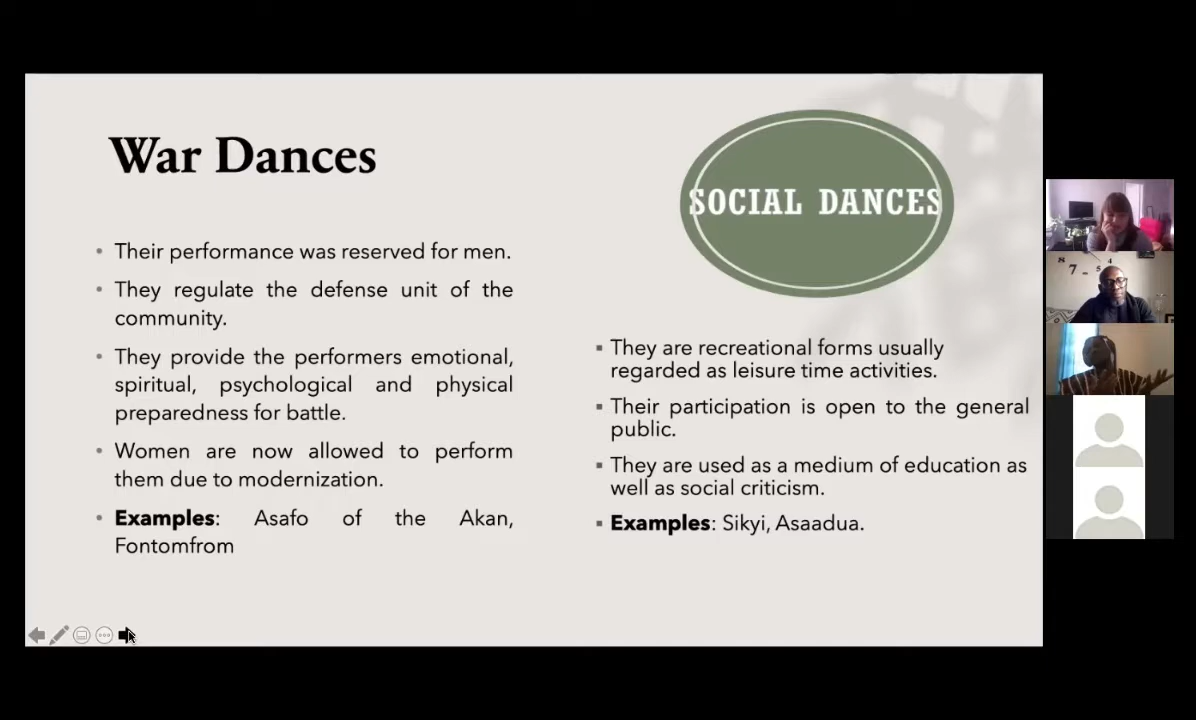 War Dances
• Their performance was reserved for men.
• They regulate the defense unit of the
community.
• They provide the performers emotional,
spiritual, psychological and physical
preparedness for battle.
• Women are now allowed to perform
them due to modernization.
• Examples: Asafo of the Akan,
Fontomfrom
SOCIAL DANCES
▪ They are recreational forms usually
regarded as leisure time activities.
▪ Their participation is open to the general
public.
▪ They are used as a medium of education as
well as social criticism.
▪ Examples: Sikyi, Asaadua.